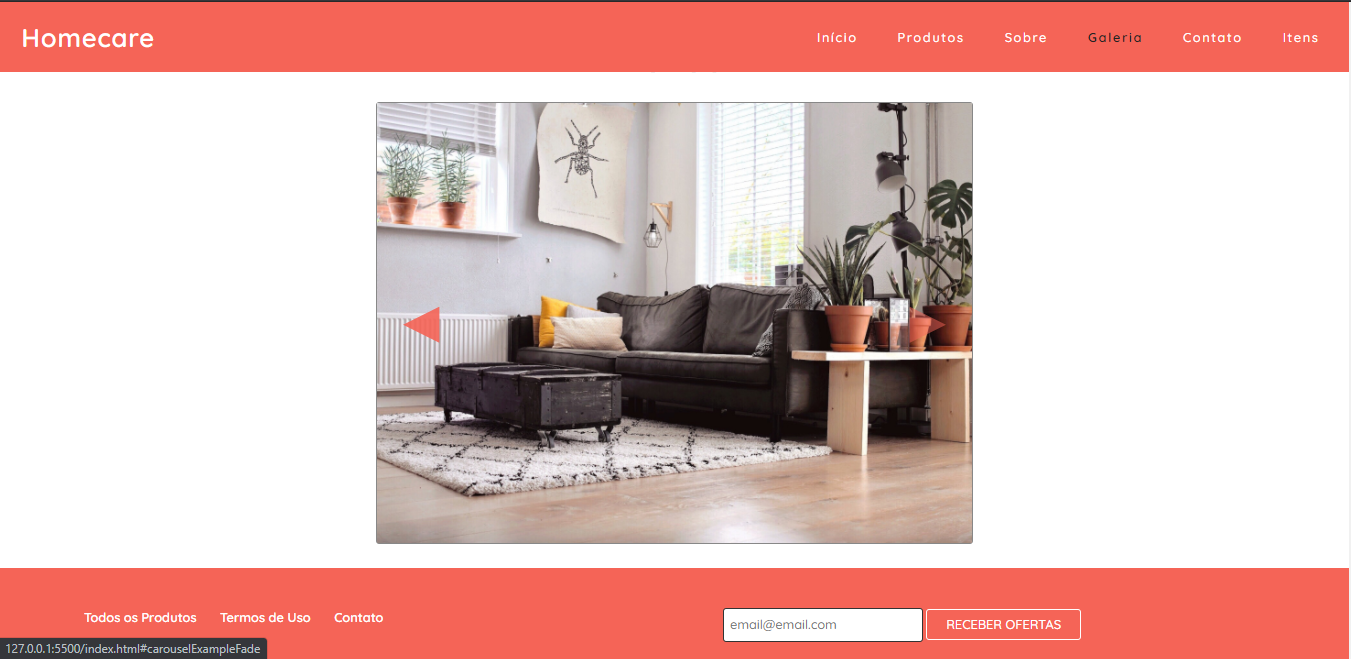 Homecare
Início Produtos Sobre Galeria Contato Itens
Todos os Produtos Termos de Uso Contato
email@email.com RECEBER OFERTAS
127.0.0.1:5500/index.html#carouselExampleFade